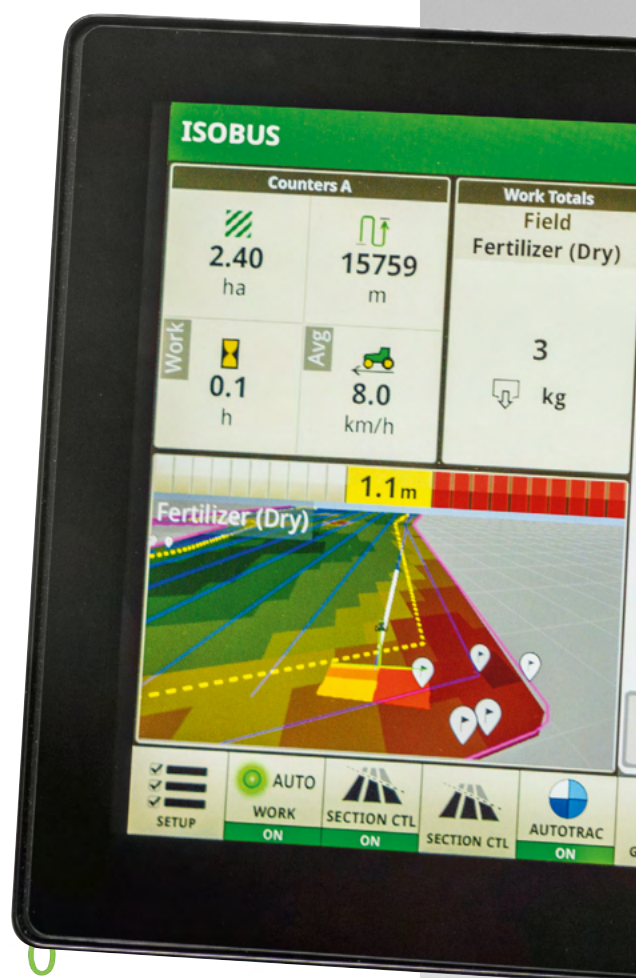 ISOBUS
Counters A
2.40
ha
15759
m
Work
0.1
h
Avg
8.0
km/h
Work Totals
Field
Fertilizer (Dry)
3
kg
1.1 m
Fertilizer (Dry)
SETUP
AUTO
WORK
ON
SECTION CTL
ON
SECTION CTL
AUTOTRAC
ON